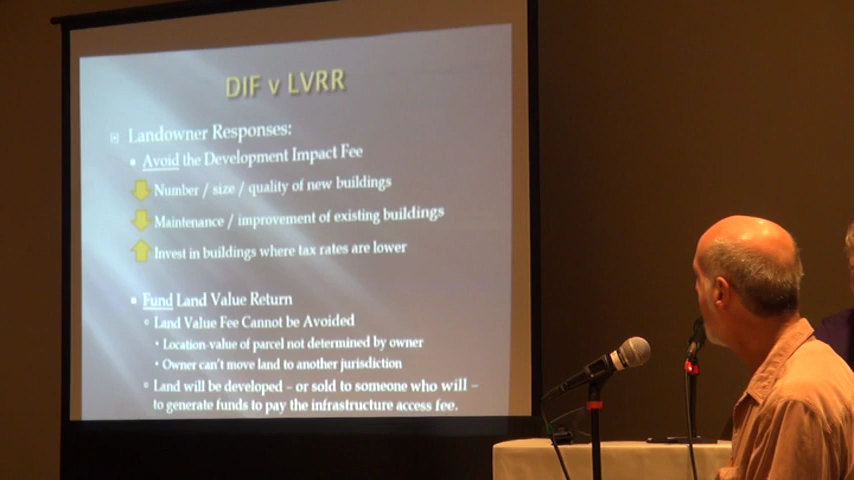 DIF v LVRR
Landowner Responses:
Avoid the Development Impact Fee
Number / size / quality of new buildings
Maintenance / improvement of existing buildings
Invest in buildings where tax rates are lower
Fund Land Value Return
Land Value Fee Cannot be Avoided
Location-value of parcel not determined by owner
Owner can't move land to another jurisdiction
Land will be developed – or sold to someone who will –
to generate funds to pay the infrastructure access fee.